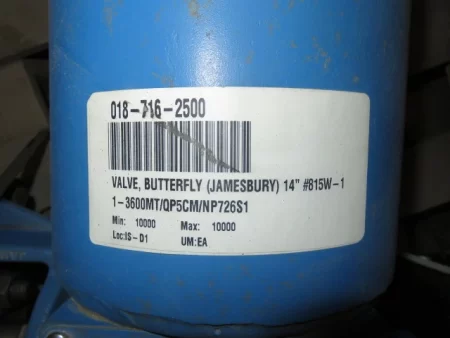 018-716-2500
VALVE, BUTTERFLY (JAMESBURY) 14" #815W-1
1-3600MT/QP5CM/NP726S1
Min: 10000 Max: 10000
Loc:IS-D1 UM:EA